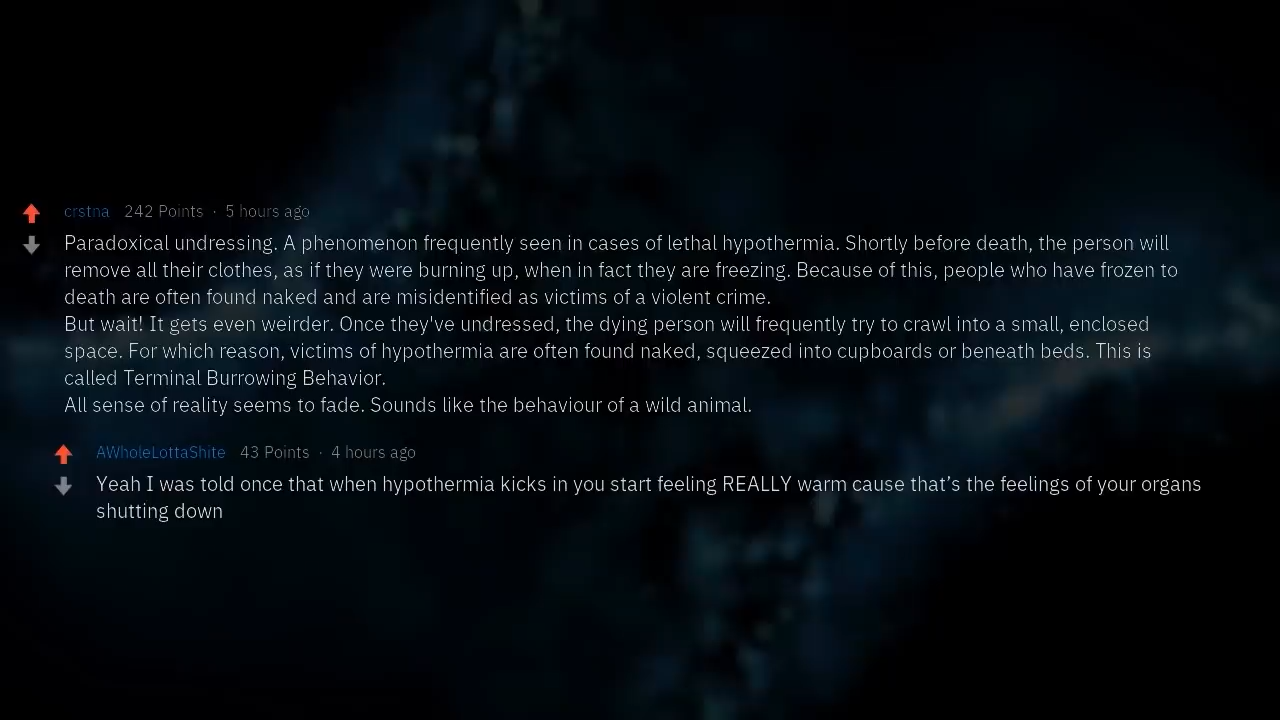 crstna 242 Points · 5 hours ago
Paradoxical undressing. A phenomenon frequently seen in cases of lethal hypothermia. Shortly before death, the person will
remove all their clothes, as if they were burning up, when in fact they are freezing. Because of this, people who have frozen to
death are often found naked and are misidentified as victims of a violent crime.
But wait! It gets even weirder. Once they've undressed, the dying person will frequently try to crawl into a small, enclosed
space. For which reason, victims of hypothermia are often found naked, squeezed into cupboards or beneath beds. This is
called Terminal Burrowing Behavior.
All sense of reality seems to fade. Sounds like the behaviour of a wild animal.
AWholeLottaShite 43 Points · 4 hours ago
Yeah I was told once that when hypothermia kicks in you start feeling REALLY warm cause that’s the feelings of your organs
shutting down